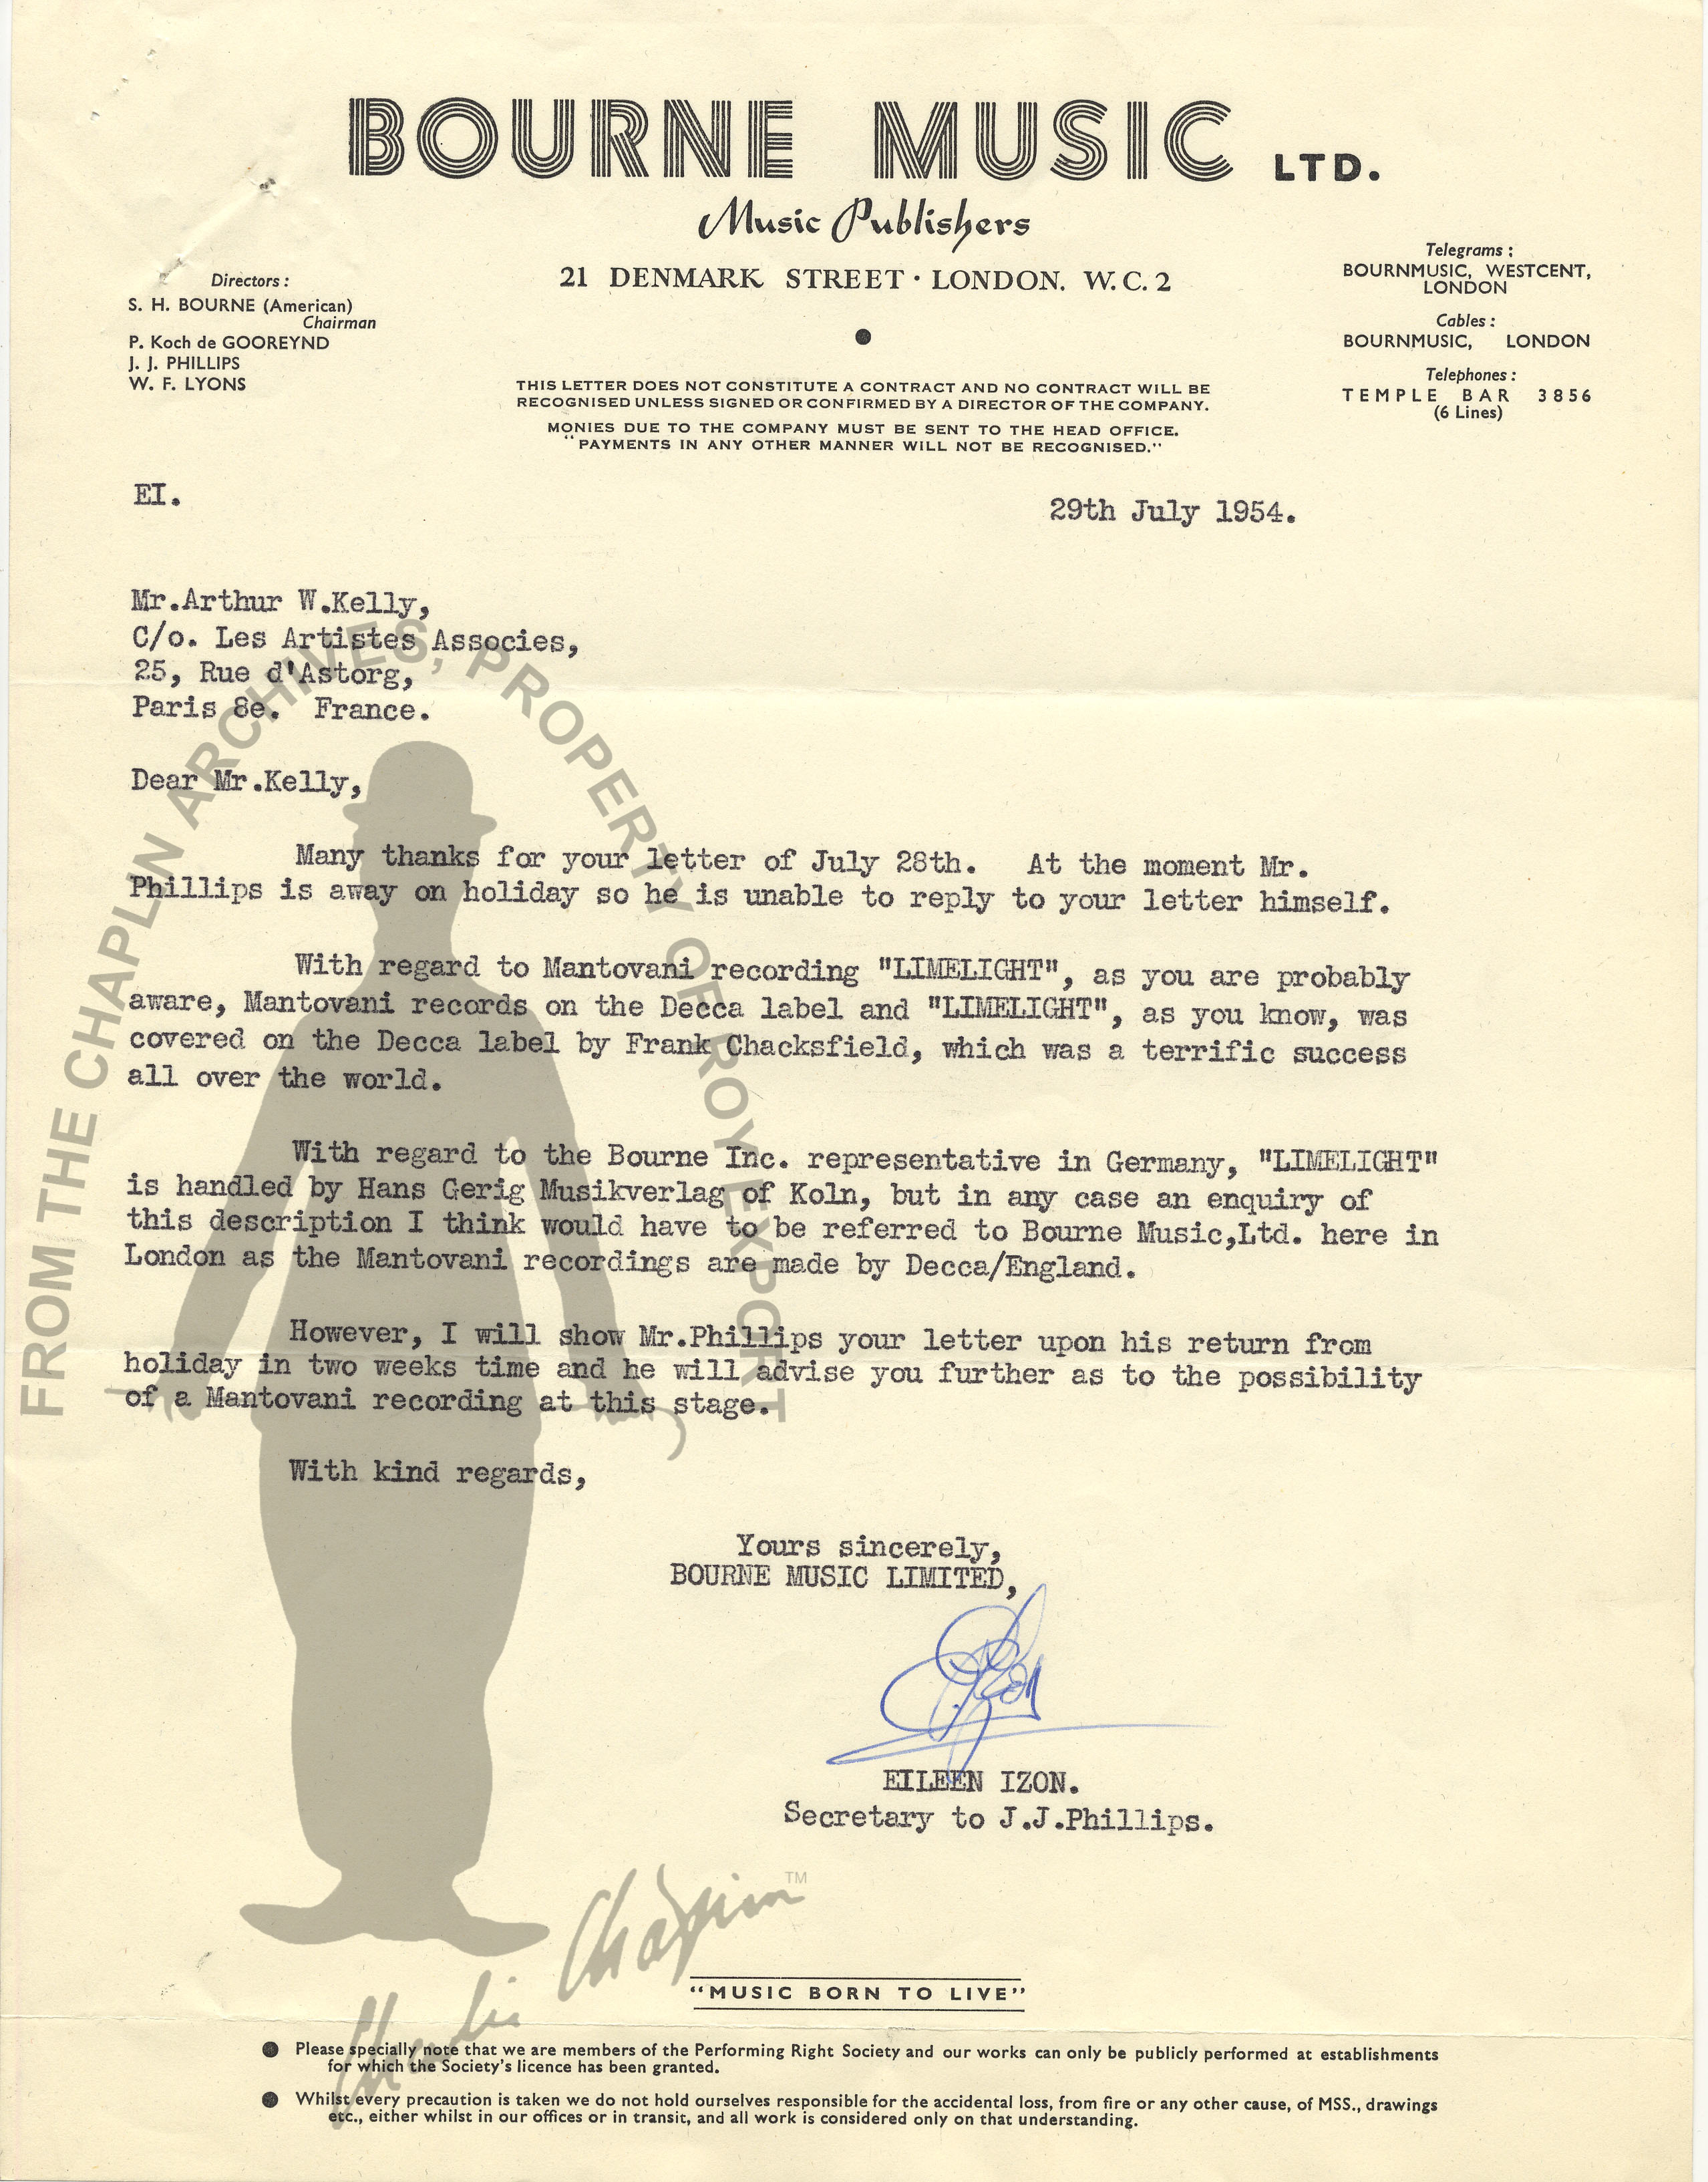 BOURNE MUSIC LTD.
Music Publishers
21 DENMARK STREET · LONDON. W.C.2
Directors :
S. H. BOURNE (American)
Chairman
P. Koch de GOOREYND
J. J. PHILLIPS
W. F. LYONS
Telegrams :
BOURNMUSIC, WESTCENT,
LONDON
Cables :
BOURNMUSIC, LONDON
Telephones :
TEMPLE BAR 3856
(6 Lines)
THIS LETTER DOES NOT CONSTITUTE A CONTRACT AND NO CONTRACT WILL BE
RECOGNISED UNLESS SIGNED OR CONFIRMED BY A DIRECTOR OF THE COMPANY.
MONIES DUE TO THE COMPANY MUST BE SENT TO THE HEAD OFFICE.
"PAYMENTS IN ANY OTHER MANNER WILL NOT BE RECOGNISED."
EI.
29th July 1954.
Mr.Arthur W.Kelly,
C/o. Les Artistes Associes,
25, Rue d'Astorg,
Paris 8e. France.
Dear Mr.Kelly,
Many thanks for your letter of July 28th. At the moment Mr.
Phillips is away on holiday so he is unable to reply to your letter himself.
With regard to Mantovani recording "LIMELIGHT", as you are probably
aware, Mantovani records on the Decca label and "LIMELIGHT", as you know, was
covered on the Decca label by Frank Chacksfield, which was a terrific success
all over the world.
With regard to the Bourne Inc. representative in Germany, "LIMELIGHT"
is handled by Hans Gerig Musikverlag of Koln, but in any case an enquiry of
this description I think would have to be referred to Bourne Music,Ltd. here in
London as the Mantovani recordings are made by Decca/England.
However, I will show Mr.Phillips your letter upon his return from
holiday in two weeks time and he will advise you further as to the possibility
of a Mantovani recording at this stage.
With kind regards,
Yours sincerely,
BOURNE MUSIC LIMITED,
EILEEN IZON.
Secretary to J.J.Phillips.
"MUSIC BORN TO LIVE"
● Please specially note that we are members of the Performing Right Society and our works can only be publicly performed at establishments
for which the Society's licence has been granted.
● Whilst every precaution is taken we do not hold ourselves responsible for the accidental loss, from fire or any other cause, of MSS., drawings
etc., either whilst in our offices or in transit, and all work is considered only on that understanding.
FROM THE CHAPLIN ARCHIVES, PROPERTY OF ROY EXPORT
Charlie Chaplin™